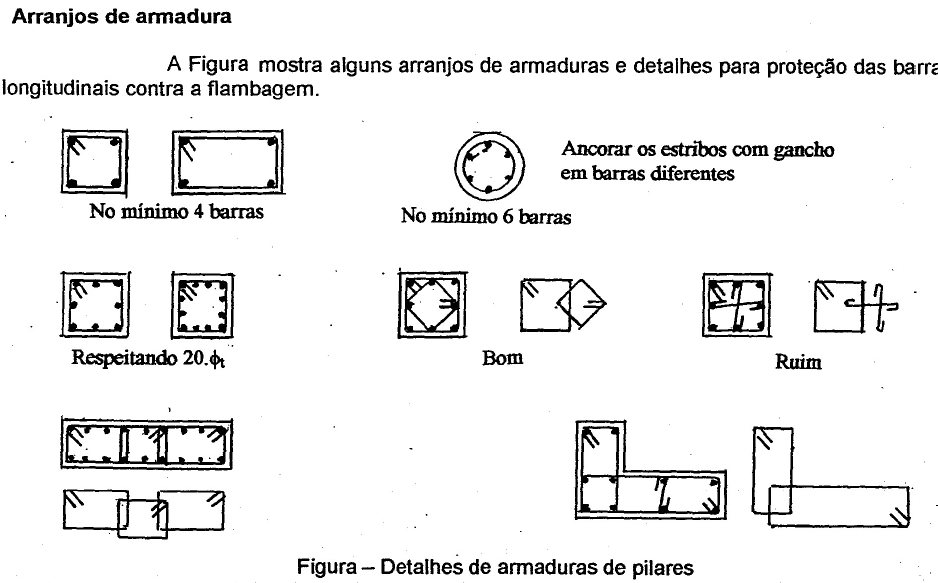 Arranjos de armadura
A Figura mostra alguns arranjos de armaduras e detalhes para proteção das barra
longitudinais contra a flambagem.
Ancorar os estribos com gancho
em barras diferentes
No mínimo 4 barras
No mínimo 6 barras
Respeitando 20.ϕt
Bom
Ruim
Figura – Detalhes de armaduras de pilares